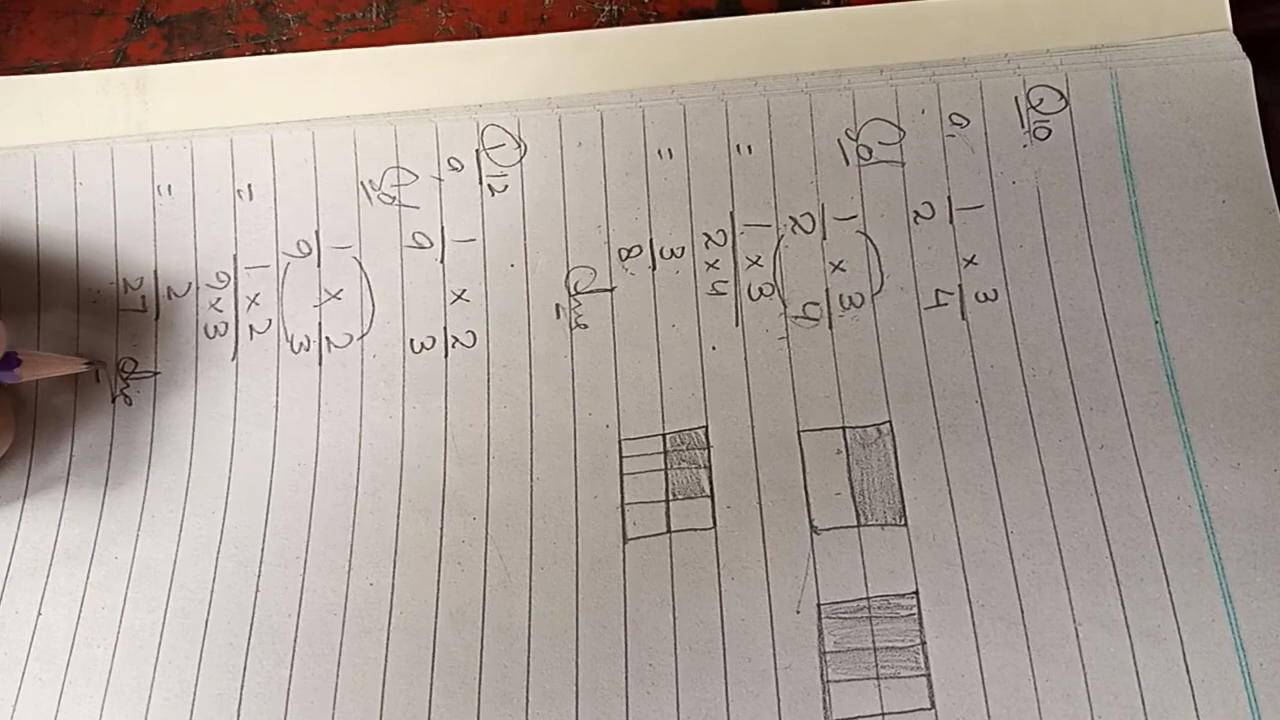 Q10
a, 1/2 × 3/4
Sol 1/2 × 3/4
= 1×3/2×4
= 3/8
Ans
Q12
a, 1/9 × 2/3
Sol
1/9 × 2/3
= 1×2/9×3
= 2/27 Ans